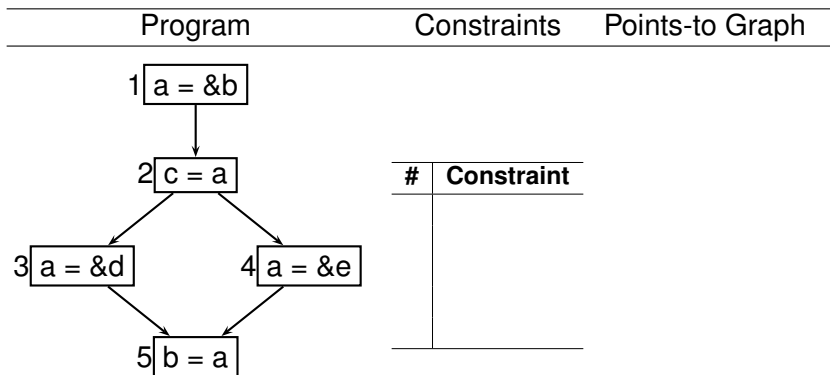 Program Constraints Points-to Graph
1 a = &b
2 c = a
# Constraint
3 a = &d 4 a = &e
5 b = a